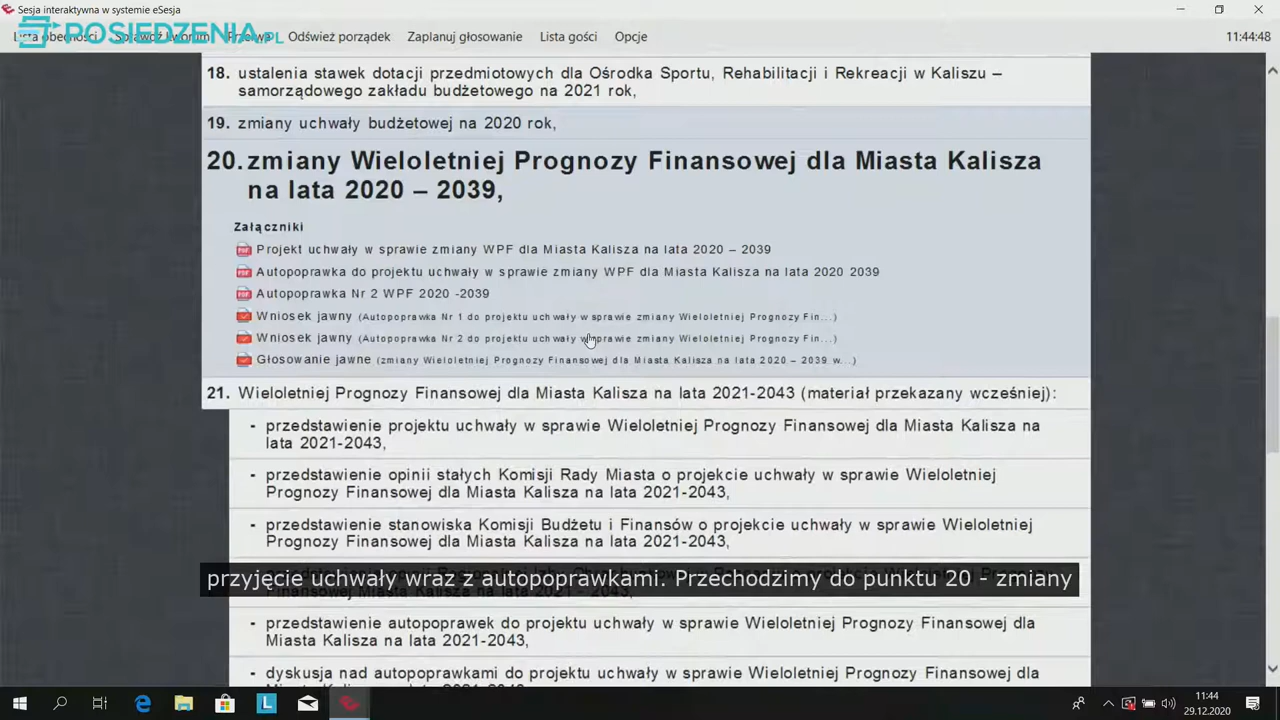 Sesja interaktywna w systemie eSesja
POSIEDZENIA.PL
Lista obecności Sprawdź kworum Przerwa Odśwież porządek Zaplanuj głosowanie Lista gości Opcje 11:44:48
18. ustalenia stawek dotacji przedmiotowych dla Ośrodka Sportu, Rehabilitacji i Rekreacji w Kaliszu –
samorządowego zakładu budżetowego na 2021 rok,
19. zmiany uchwały budżetowej na 2020 rok,
20. zmiany Wieloletniej Prognozy Finansowej dla Miasta Kalisza
na lata 2020 – 2039,
Załączniki
PDF Projekt uchwały w sprawie zmiany WPF dla Miasta Kalisza na lata 2020 – 2039
PDF Autopoprawka do projektu uchwały w sprawie zmiany WPF dla Miasta Kalisza na lata 2020 2039
PDF Autopoprawka Nr 2 WPF 2020 -2039
Wniosek jawny (Autopoprawka Nr 1 do projektu uchwały w sprawie zmiany Wieloletniej Prognozy Fin...)
Wniosek jawny (Autopoprawka Nr 2 do projektu uchwały w sprawie zmiany Wieloletniej Prognozy Fin...)
Głosowanie jawne (zmiany Wieloletniej Prognozy Finansowej dla Miasta Kalisza na lata 2020 – 2039 w...)
21. Wieloletniej Prognozy Finansowej dla Miasta Kalisza na lata 2021-2043 (materiał przekazany wcześniej):
- przedstawienie projektu uchwały w sprawie Wieloletniej Prognozy Finansowej dla Miasta Kalisza na
lata 2021-2043,
- przedstawienie opinii stałych Komisji Rady Miasta o projekcie uchwały w sprawie Wieloletniej
Prognozy Finansowej dla Miasta Kalisza na lata 2021-2043,
- przedstawienie stanowiska Komisji Budżetu i Finansów o projekcie uchwały w sprawie Wieloletniej
Prognozy Finansowej dla Miasta Kalisza na lata 2021-2043,
przyjęcie uchwały wraz z autopoprawkami. Przechodzimy do punktu 20 - zmiany
- przedstawienie autopoprawek do projektu uchwały w sprawie Wieloletniej Prognozy Finansowej dla
Miasta Kalisza na lata 2021-2043,
- dyskusja nad autopoprawkami do projektu uchwały w sprawie Wieloletniej Prognozy Finansowej dla
11:44
29.12.2020